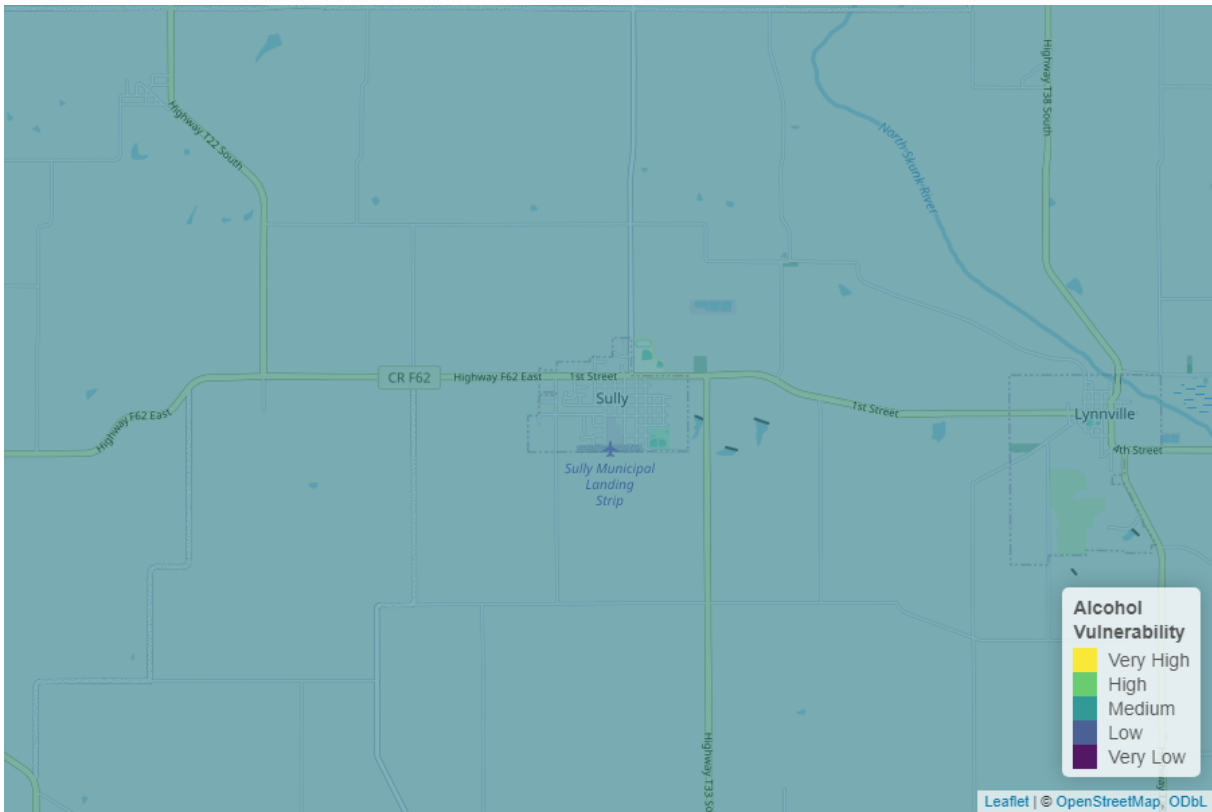 Highway T22 South
Highway T38 South
North Skunk River
CR F62
Highway F62 East
1st Street
Sully
Highway F62 East
1st Street
Lynnville
4th Street
Sully Municipal
Landing
Strip
Highway T33 So
Alcohol
Vulnerability
Very High
High
Medium
Low
Very Low
Leaflet | © OpenStreetMap, ODbL